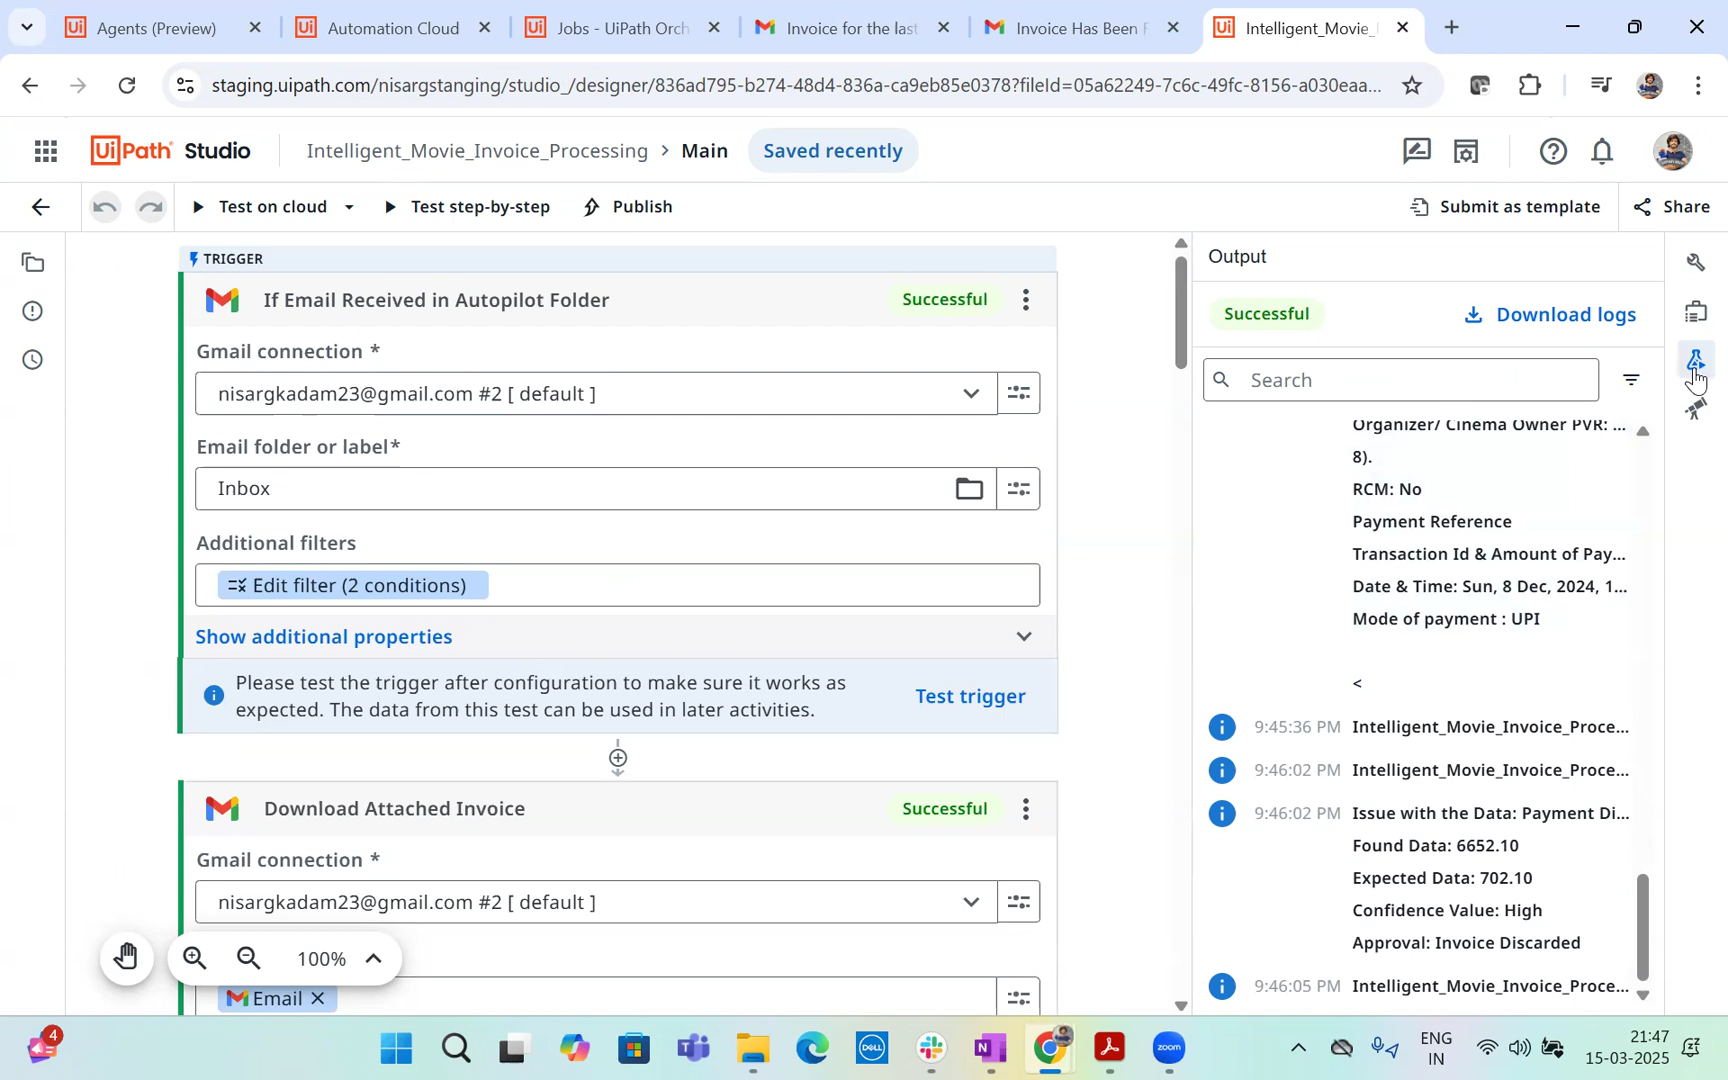 Agents (Preview)
Automation Cloud
Jobs - UiPath Orch
Invoice for the last
Invoice Has Been F
Intelligent_Movie_
staging.uipath.com/nisargstanging/studio_/designer/836ad795-b274-48d4-836a-ca9eb85e0378?fileId=05a62249-7c6c-49fc-8156-a030eaa...
UiPath Studio
Intelligent_Movie_Invoice_Processing > Main
Saved recently
Test on cloud
Test step-by-step
Publish
Submit as template
Share
TRIGGER
If Email Received in Autopilot Folder
Successful
Gmail connection *
nisargkadam23@gmail.com #2 [ default ]
Email folder or label*
Inbox
Additional filters
Edit filter (2 conditions)
Show additional properties
Please test the trigger after configuration to make sure it works as
expected. The data from this test can be used in later activities.
Test trigger
Download Attached Invoice
Successful
Gmail connection *
nisargkadam23@gmail.com #2 [ default ]
Email
100%
Output
Successful
Download logs
Search
Organizer/ Cinema Owner PVR: ...
8).
RCM: No
Payment Reference
Transaction Id & Amount of Pay...
Date & Time: Sun, 8 Dec, 2024, 1...
Mode of payment : UPI
<
9:45:36 PM Intelligent_Movie_Invoice_Proce...
9:46:02 PM Intelligent_Movie_Invoice_Proce...
9:46:02 PM Issue with the Data: Payment Di...
Found Data: 6652.10
Expected Data: 702.10
Confidence Value: High
Approval: Invoice Discarded
9:46:05 PM Intelligent_Movie_Invoice_Proce...
4
DELL
zoom
ENG
IN
21:47
15-03-2025